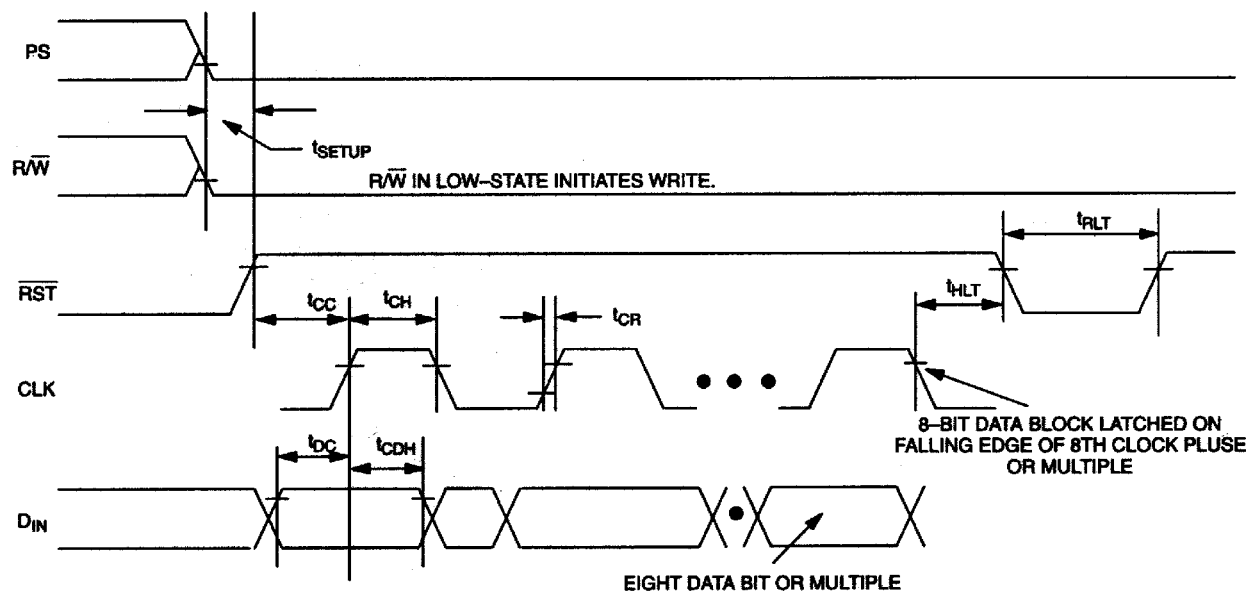 PS
tSETUP
R/W̅
R/W̅ IN LOW–STATE INITIATES WRITE.
tRLT
R̅S̅T̅
tCC
tCH
tCR
tHLT
CLK
8–BIT DATA BLOCK LATCHED ON
FALLING EDGE OF 8TH CLOCK PLUSE
OR MULTIPLE
tDC
tCDH
DIN
EIGHT DATA BIT OR MULTIPLE